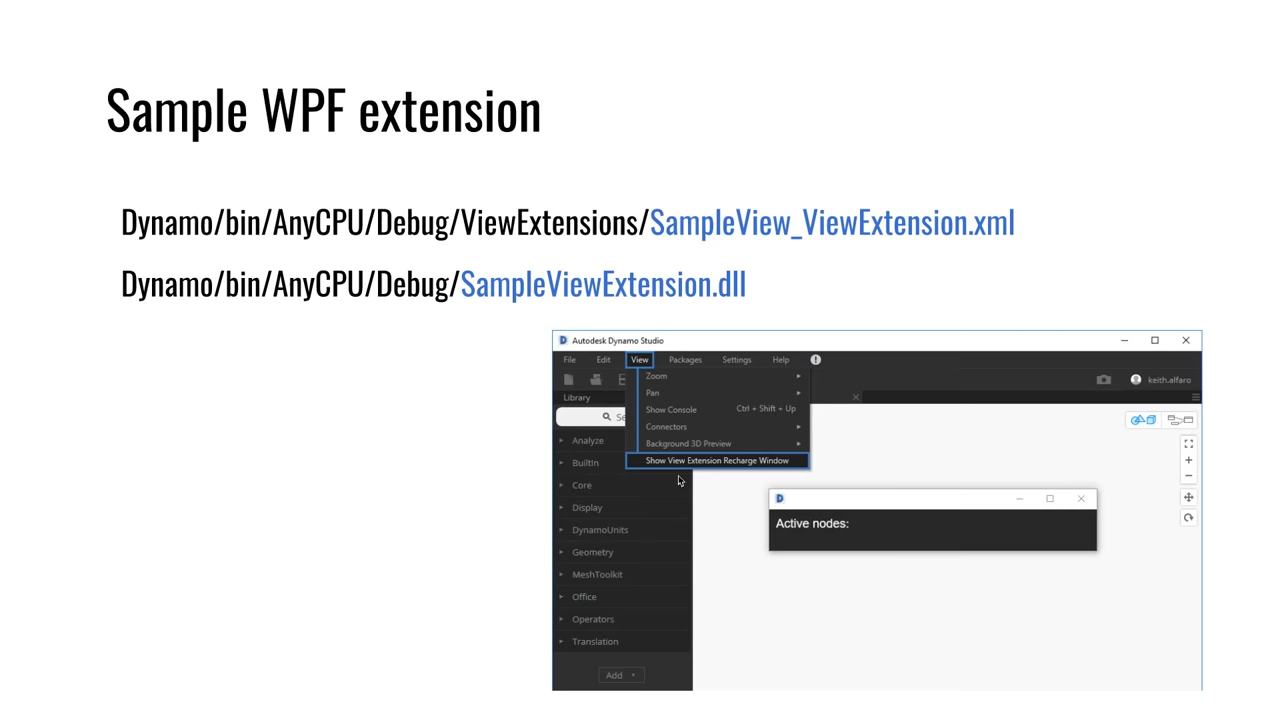 Sample WPF extension
Dynamo/bin/AnyCPU/Debug/ViewExtensions/SampleView_ViewExtension.xml
Dynamo/bin/AnyCPU/Debug/SampleViewExtension.dll
D Autodesk Dynamo Studio
File Edit View Packages Settings Help
keith.alfaro
Library
Se
Zoom
Pan
Show Console Ctrl + Shift + Up
Connectors
Background 3D Preview
Show View Extension Recharge Window
Analyze
BuiltIn
Core
Display
DynamoUnits
Geometry
MeshToolkit
Office
Operators
Translation
Add
D
Active nodes: